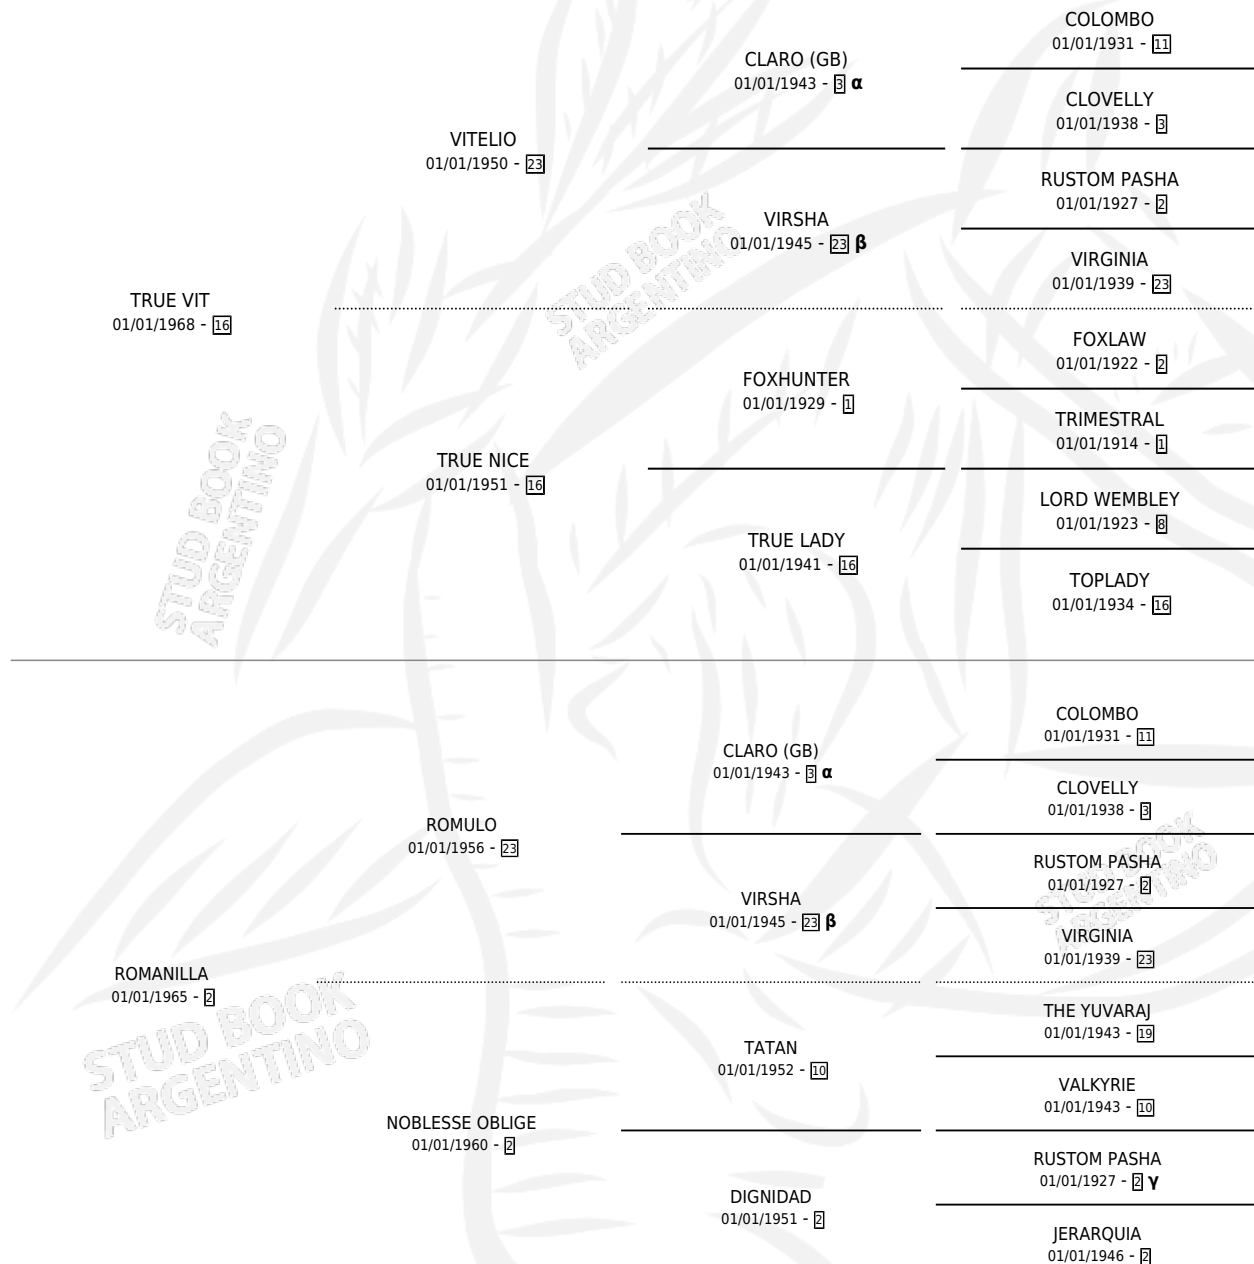 COLOMBO
01/01/1931 - 11
CLARO (GB)
01/01/1943 - 3 α
CLOVELLY
01/01/1938 - 3
VITELIO
01/01/1950 - 23
RUSTOM PASHA
01/01/1927 - 2
VIRSHA
01/01/1945 - 23 β
VIRGINIA
01/01/1939 - 23
TRUE VIT
01/01/1968 - 16
FOXLAW
01/01/1922 - 2
FOXHUNTER
01/01/1929 - 1
TRIMESTRAL
01/01/1914 - 1
TRUE NICE
01/01/1951 - 16
LORD WEMBLEY
01/01/1923 - 8
TRUE LADY
01/01/1941 - 16
TOPLADY
01/01/1934 - 16
STUD BOOK
ARGENTINO
STUD BOOK
ARGENTINO
COLOMBO
01/01/1931 - 11
CLARO (GB)
01/01/1943 - 3 α
CLOVELLY
01/01/1938 - 3
ROMULO
01/01/1956 - 23
RUSTOM PASHA
01/01/1927 - 2
VIRSHA
01/01/1945 - 23 β
VIRGINIA
01/01/1939 - 23
ROMANILLA
01/01/1965 - 2
THE YUVARAJ
01/01/1943 - 19
TATAN
01/01/1952 - 10
VALKYRIE
01/01/1943 - 10
NOBLESSE OBLIGE
01/01/1960 - 2
RUSTOM PASHA
01/01/1927 - 2 γ
DIGNIDAD
01/01/1951 - 2
JERARQUIA
01/01/1946 - 2
STUD BOOK
ARGENTINO
STUD BOOK
ARGENTINO